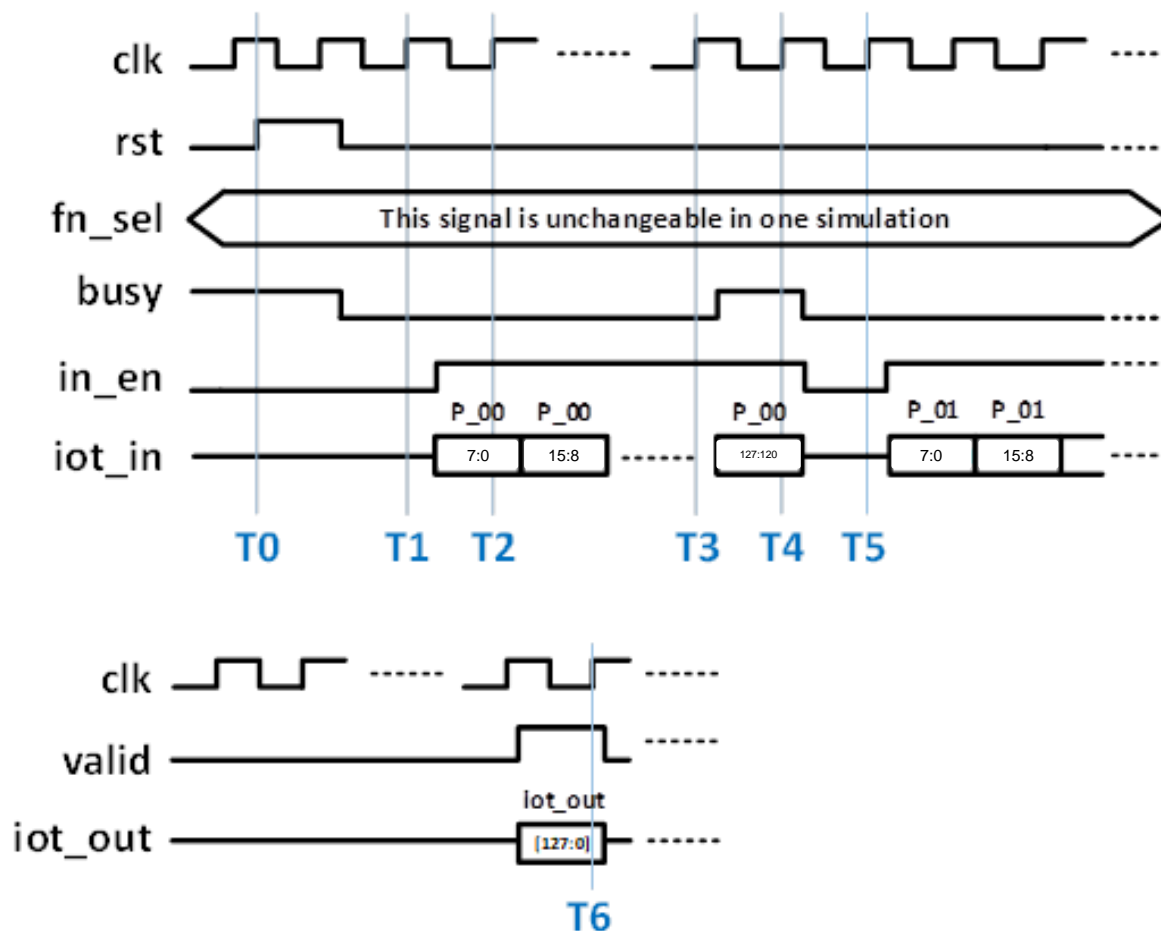 clk
rst
fn_sel This signal is unchangeable in one simulation
busy
in_en
P_00 P_00 P_00 P_01 P_01
iot_in 7:0 15:8 127:120 7:0 15:8
T0 T1 T2 T3 T4 T5
clk
valid
iot_out
iot_out [127:0]
T6